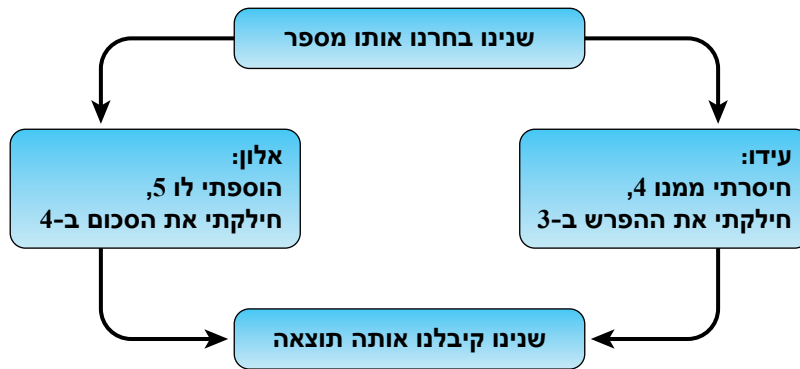 שנינו בחרנו אותו מספר
עידו:
חיסרתי ממנו 4,
חילקתי את ההפרש ב-3
אלון:
הוספתי לו 5,
חילקתי את הסכום ב-4
שנינו קיבלנו אותה תוצאה